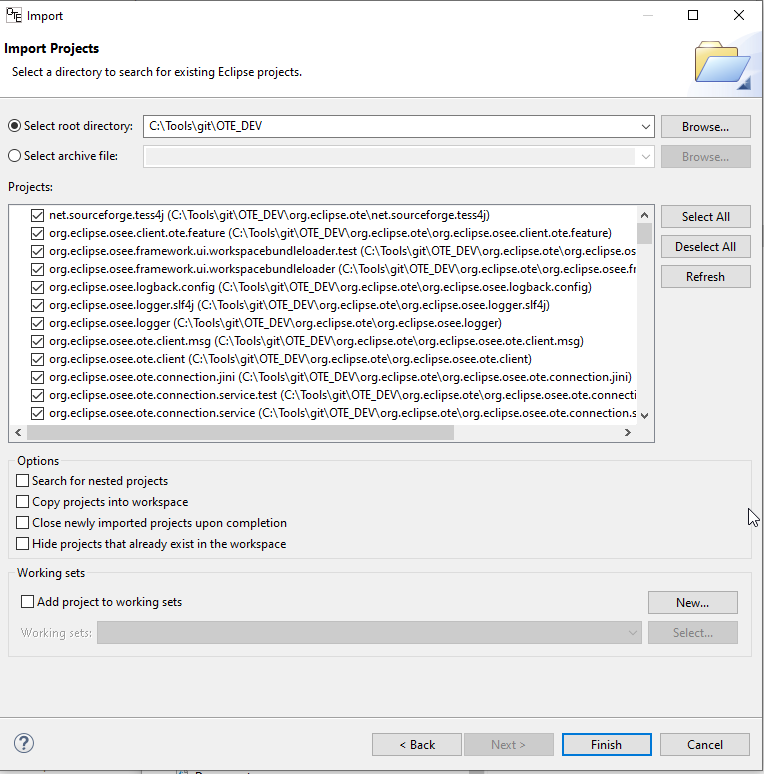 OTE Import
Import Projects
Select a directory to search for existing Eclipse projects.
Select root directory: C:\Tools\git\OTE_DEV Browse...
Select archive file: Browse...
Projects:
net.sourceforge.tess4j (C:\Tools\git\OTE_DEV\org.eclipse.ote\net.sourceforge.tess4j) Select All
org.eclipse.osee.client.ote.feature (C:\Tools\git\OTE_DEV\org.eclipse.ote\org.eclipse.osee.client.ote.feature)
org.eclipse.osee.framework.ui.workspacebundleloader.test (C:\Tools\git\OTE_DEV\org.eclipse.ote\org.eclipse.os Deselect All
org.eclipse.osee.framework.ui.workspacebundleloader (C:\Tools\git\OTE_DEV\org.eclipse.ote\org.eclipse.osee.fr Refresh
org.eclipse.osee.logback.config (C:\Tools\git\OTE_DEV\org.eclipse.ote\org.eclipse.osee.logback.config)
org.eclipse.osee.logger.slf4j (C:\Tools\git\OTE_DEV\org.eclipse.ote\org.eclipse.osee.logger.slf4j)
org.eclipse.osee.logger (C:\Tools\git\OTE_DEV\org.eclipse.ote\org.eclipse.osee.logger)
org.eclipse.osee.ote.client.msg (C:\Tools\git\OTE_DEV\org.eclipse.ote\org.eclipse.osee.ote.client.msg)
org.eclipse.osee.ote.client (C:\Tools\git\OTE_DEV\org.eclipse.ote\org.eclipse.osee.ote.client)
org.eclipse.osee.ote.connection.jini (C:\Tools\git\OTE_DEV\org.eclipse.ote\org.eclipse.osee.ote.connection.jini)
org.eclipse.osee.ote.connection.service.test (C:\Tools\git\OTE_DEV\org.eclipse.ote\org.eclipse.osee.ote.connecti
org.eclipse.osee.ote.connection.service (C:\Tools\git\OTE_DEV\org.eclipse.ote\org.eclipse.osee.ote.connection.s
Options
Search for nested projects
Copy projects into workspace
Close newly imported projects upon completion
Hide projects that already exist in the workspace
Working sets
Add project to working sets New...
Working sets: Select...
? < Back Next > Finish Cancel